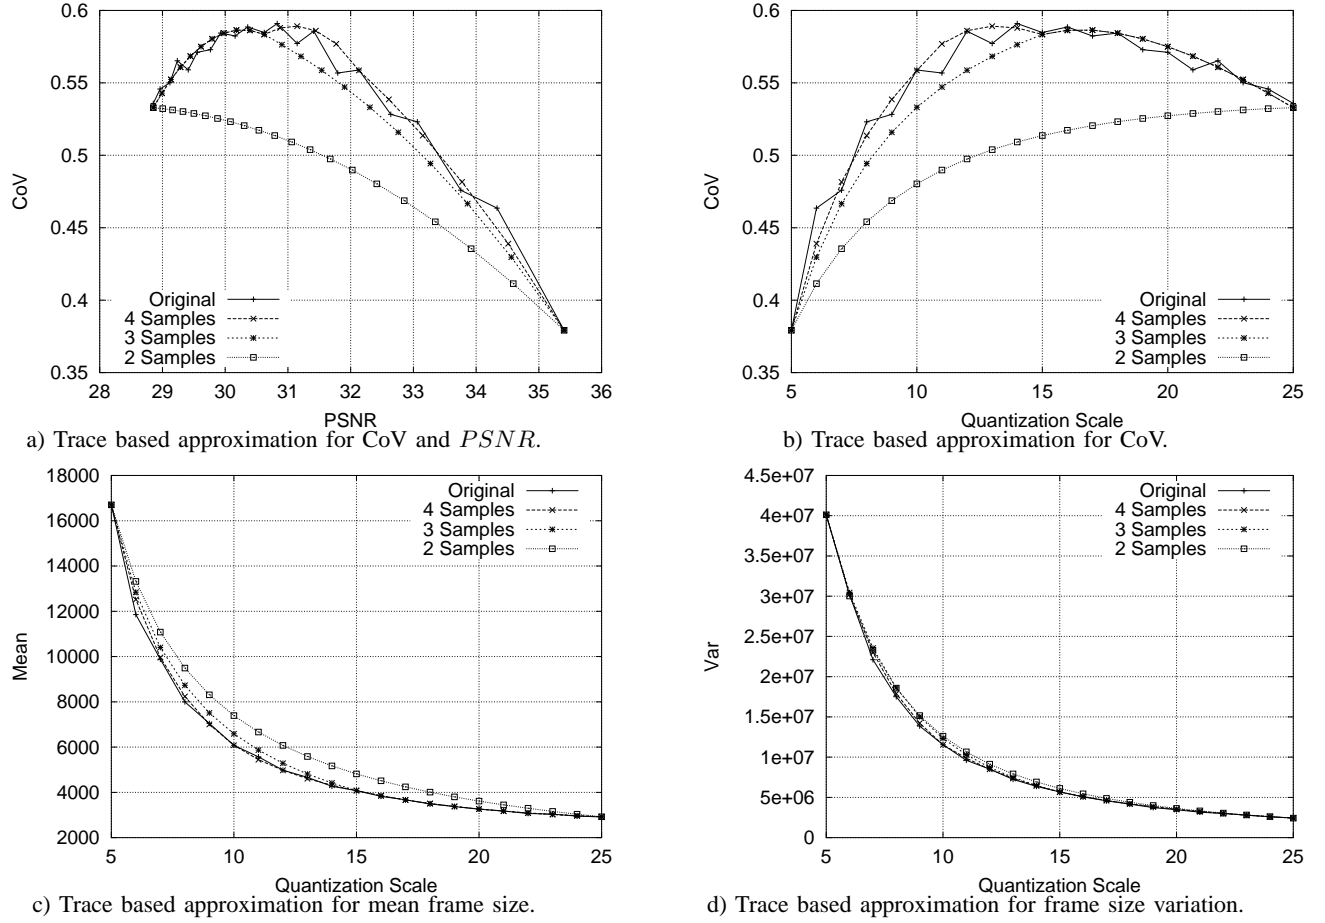 0.6
0.55
0.5
0.45
0.4
0.35
CoV
Original
4 Samples
3 Samples
2 Samples
28 29 30 31 32 33 34 35 36
PSNR
a) Trace based approximation for CoV and PSNR.
0.6
0.55
0.5
0.45
0.4
0.35
CoV
Original
4 Samples
3 Samples
2 Samples
5 10 15 20 25
Quantization Scale
b) Trace based approximation for CoV.
18000
16000
14000
12000
10000
8000
6000
4000
2000
Mean
Original
4 Samples
3 Samples
2 Samples
5 10 15 20 25
Quantization Scale
c) Trace based approximation for mean frame size.
4.5e+07
4e+07
3.5e+07
3e+07
2.5e+07
2e+07
1.5e+07
1e+07
5e+06
0
Var
Original
4 Samples
3 Samples
2 Samples
5 10 15 20 25
Quantization Scale
d) Trace based approximation for frame size variation.